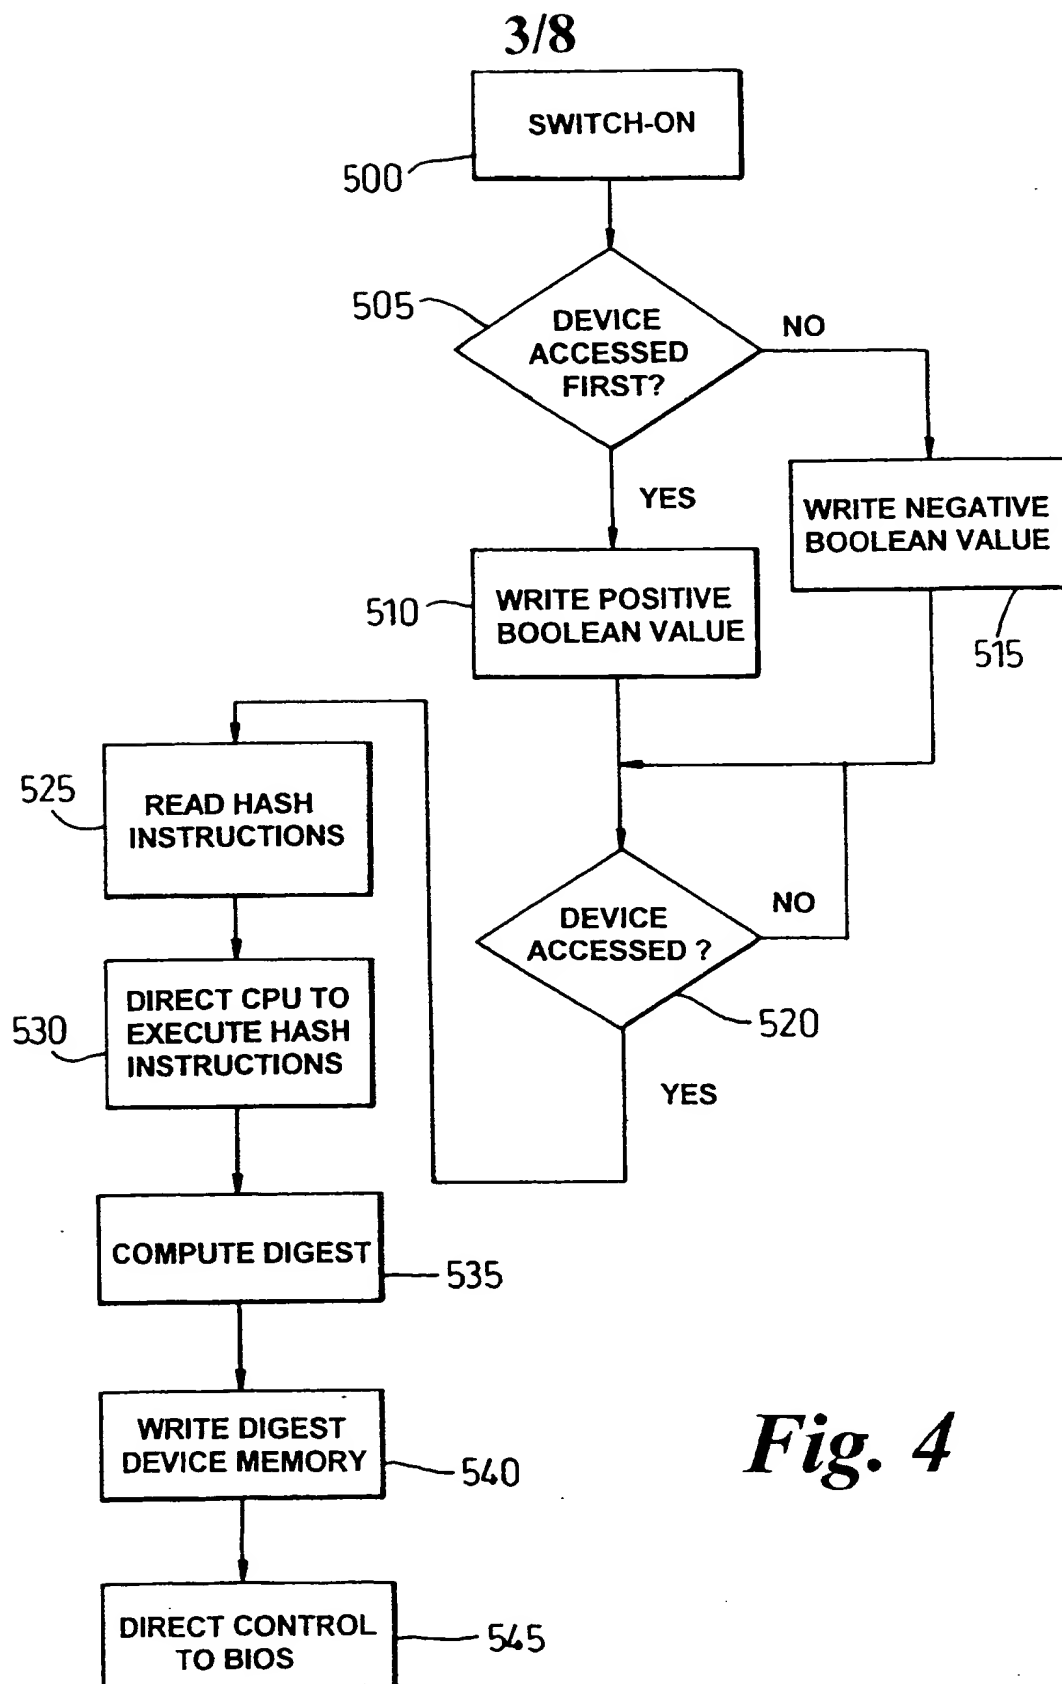 3/8
SWITCH-ON
500
505
DEVICE
ACCESSED
FIRST?
NO
YES
WRITE NEGATIVE
BOOLEAN VALUE
515
510
WRITE POSITIVE
BOOLEAN VALUE
525
READ HASH
INSTRUCTIONS
DEVICE
ACCESSED ?
NO
520
YES
530
DIRECT CPU TO
EXECUTE HASH
INSTRUCTIONS
COMPUTE DIGEST
535
WRITE DIGEST
DEVICE MEMORY
540
Fig. 4
DIRECT CONTROL
TO BIOS
545